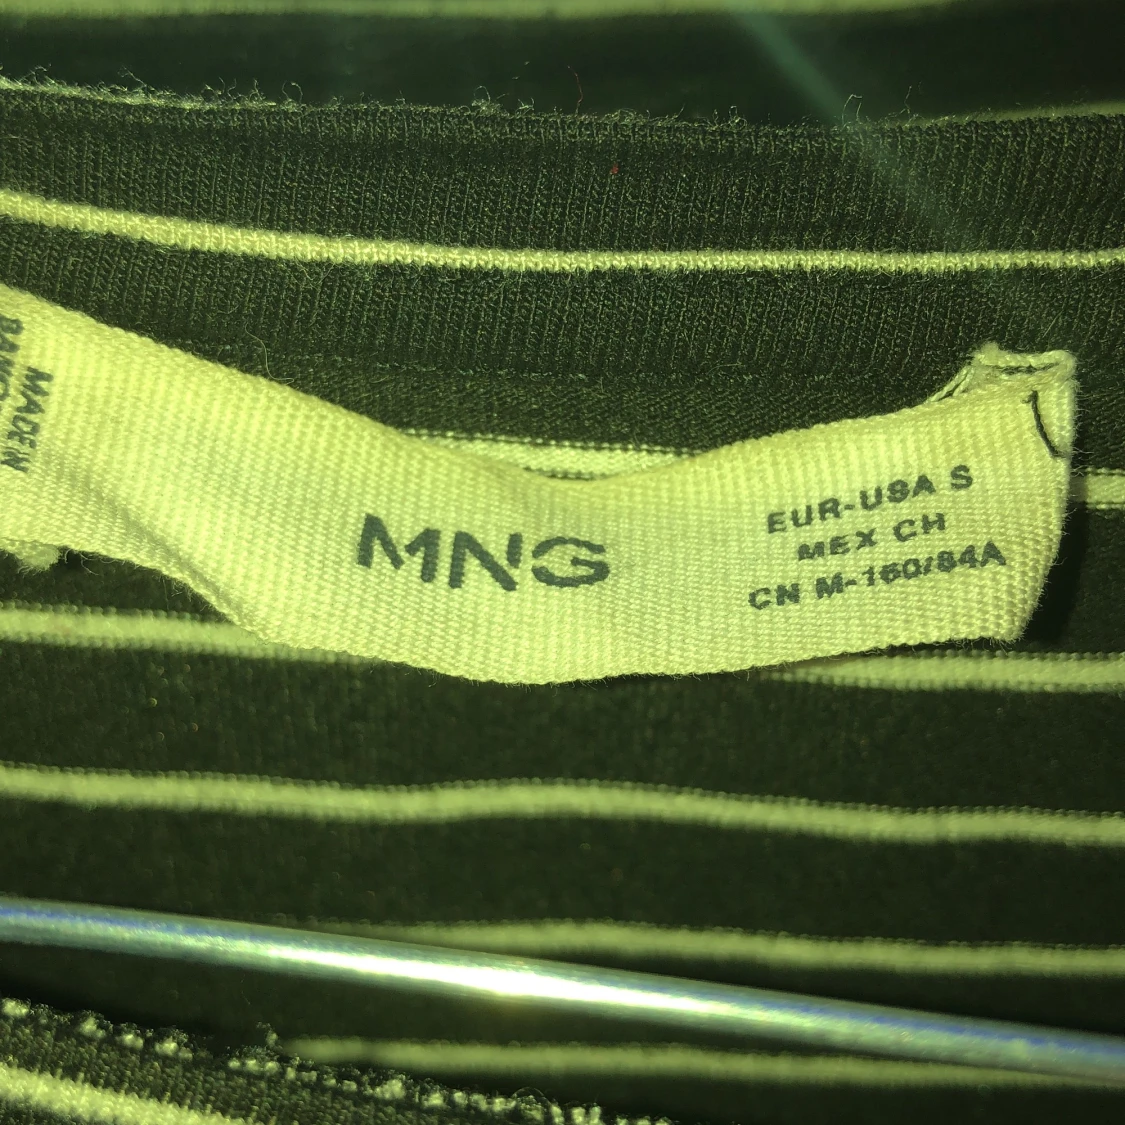 MADE IN
MNG
EUR-USA S
MEX CH
CN M-160/84A